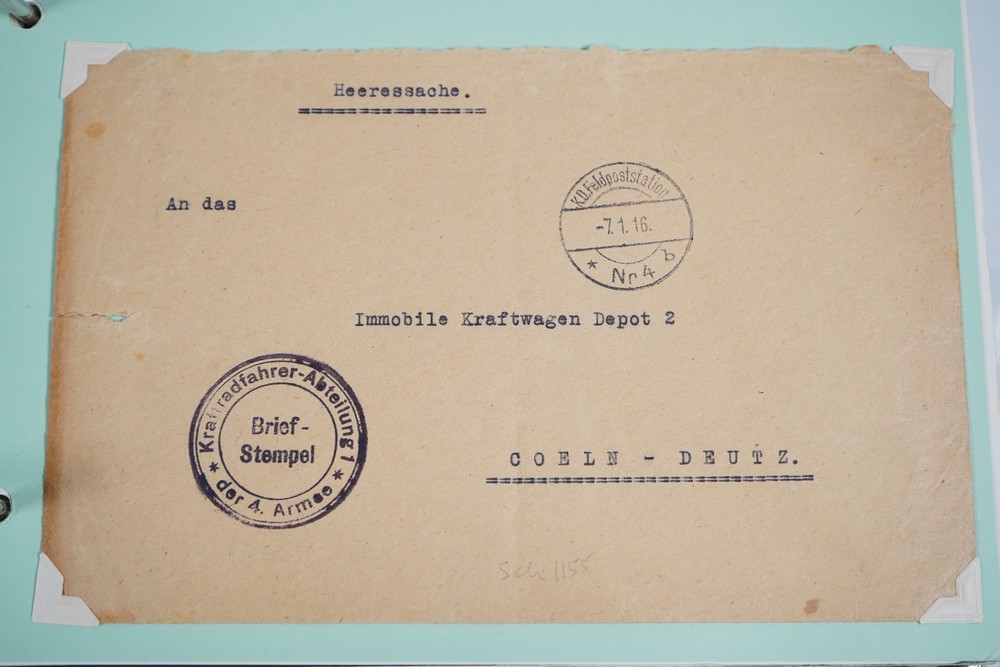 Heeressache.
An das
K.D.Feldpoststation
-7.1.16.
* Nr 4 b
Immobile Kraftwagen Depot 2
Kraftradfahrer-Abteilung 1
Brief-
Stempel
* der 4. Armee *
COELN - DEUTZ.